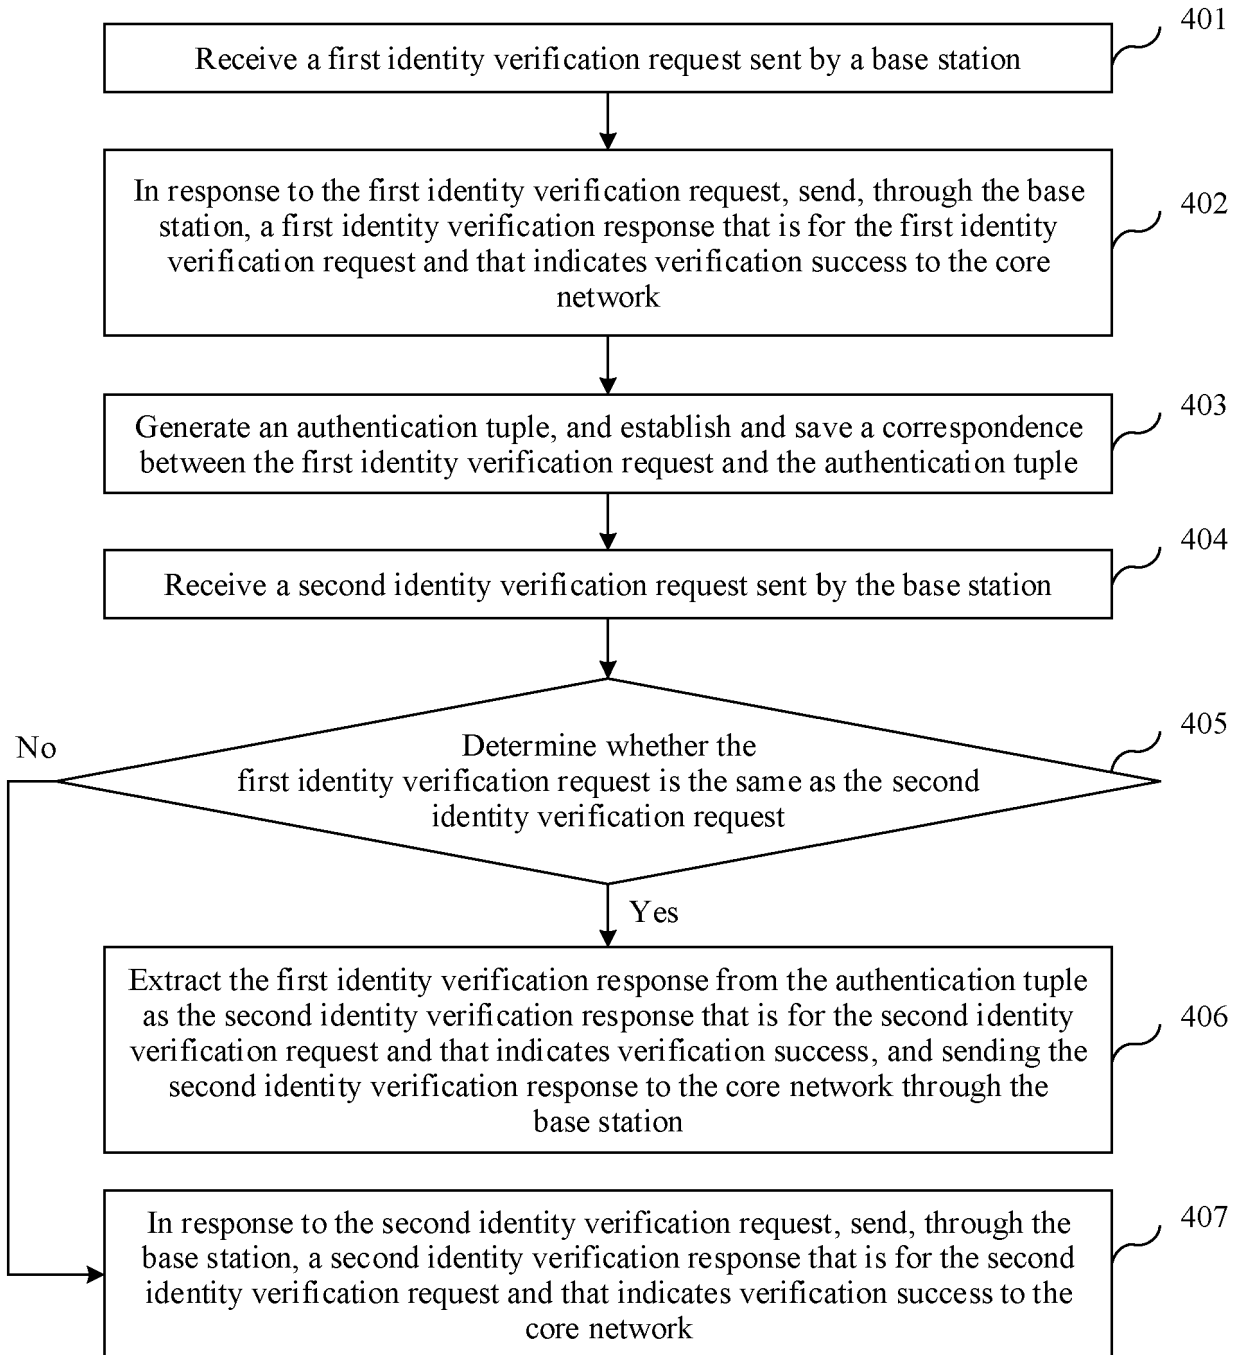 401
Receive a first identity verification request sent by a base station
402
In response to the first identity verification request, send, through the base
station, a first identity verification response that is for the first identity
verification request and that indicates verification success to the core
network
403
Generate an authentication tuple, and establish and save a correspondence
between the first identity verification request and the authentication tuple
404
Receive a second identity verification request sent by the base station
405
No
Determine whether the
first identity verification request is the same as the second
identity verification request
Yes
406
Extract the first identity verification response from the authentication tuple
as the second identity verification response that is for the second identity
verification request and that indicates verification success, and sending the
second identity verification response to the core network through the
base station
407
In response to the second identity verification request, send, through the
base station, a second identity verification response that is for the second
identity verification request and that indicates verification success to the
core network